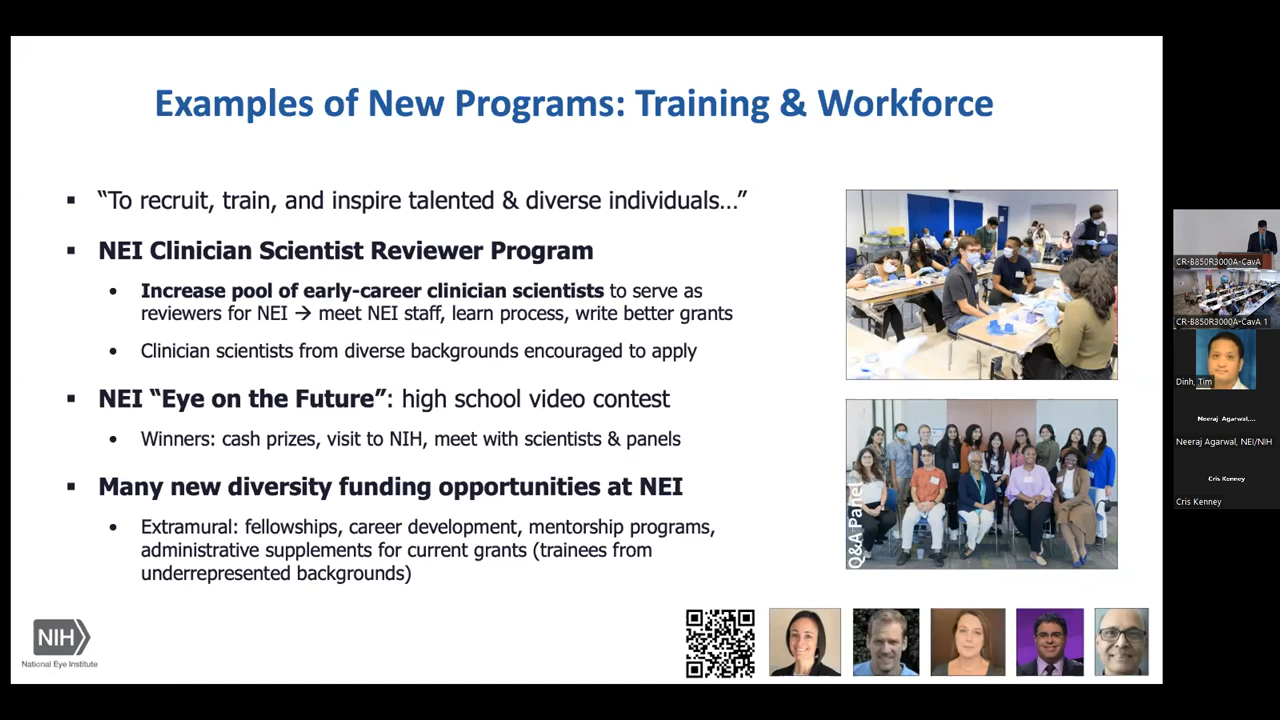 Examples of New Programs: Training & Workforce
▪ “To recruit, train, and inspire talented & diverse individuals…”
▪ NEI Clinician Scientist Reviewer Program
• Increase pool of early-career clinician scientists to serve as
reviewers for NEI → meet NEI staff, learn process, write better grants
• Clinician scientists from diverse backgrounds encouraged to apply
▪ NEI “Eye on the Future”: high school video contest
• Winners: cash prizes, visit to NIH, meet with scientists & panels
▪ Many new diversity funding opportunities at NEI
• Extramural: fellowships, career development, mentorship programs,
administrative supplements for current grants (trainees from
underrepresented backgrounds)
Q&A Panel
NIH
National Eye Institute
CR-B850R3000A-CavA
CR-B850R3000A-CavA 1
Dinh, Tim
Neeraj Agarwal,...
Neeraj Agarwal, NEI/NIH
Cris Kenney
Cris Kenney